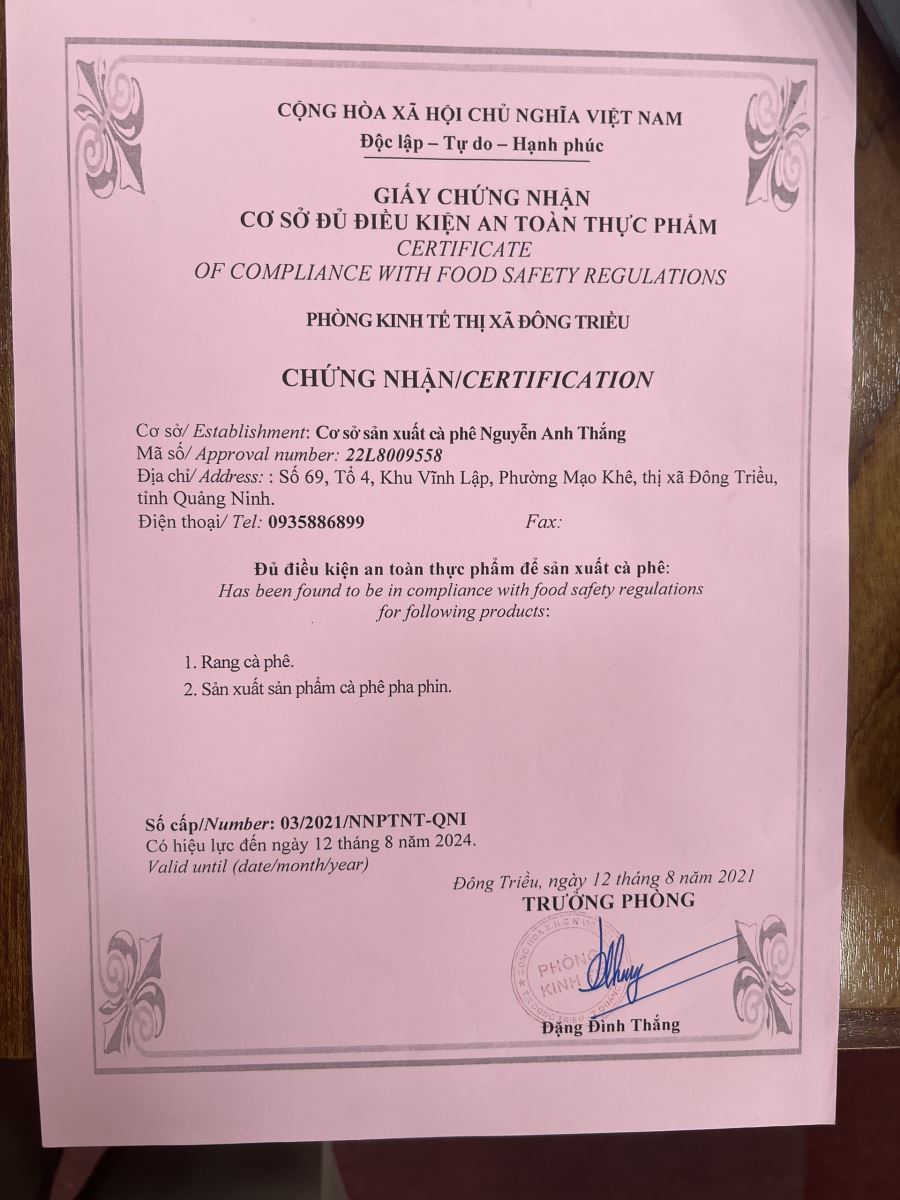 CỘNG HÒA XÃ HỘI CHỦ NGHĨA VIỆT NAM
Độc lập – Tự do – Hạnh phúc
GIẤY CHỨNG NHẬN
CƠ SỞ ĐỦ ĐIỀU KIỆN AN TOÀN THỰC PHẨM
CERTIFICATE
OF COMPLIANCE WITH FOOD SAFETY REGULATIONS
PHÒNG KINH TẾ THỊ XÃ ĐÔNG TRIỀU
CHỨNG NHẬN/CERTIFICATION
Cơ sở/ Establishment: Cơ sở sản xuất cà phê Nguyễn Anh Thắng
Mã số/ Approval number: 22L8009558
Địa chỉ/ Address: : Số 69, Tổ 4, Khu Vĩnh Lập, Phường Mạo Khê, thị xã Đông Triều,
tỉnh Quảng Ninh.
Điện thoại/ Tel: 0935886899 Fax:
Đủ điều kiện an toàn thực phẩm để sản xuất cà phê:
Has been found to be in compliance with food safety regulations
for following products:
1. Rang cà phê.
2. Sản xuất sản phẩm cà phê pha phin.
Số cấp/Number: 03/2021/NNPTNT-QNI
Có hiệu lực đến ngày 12 tháng 8 năm 2024.
Valid until (date/month/year)
Đông Triều, ngày 12 tháng 8 năm 2021
TRƯỞNG PHÒNG
PHÒNG
KINH
Đặng Đình Thắng